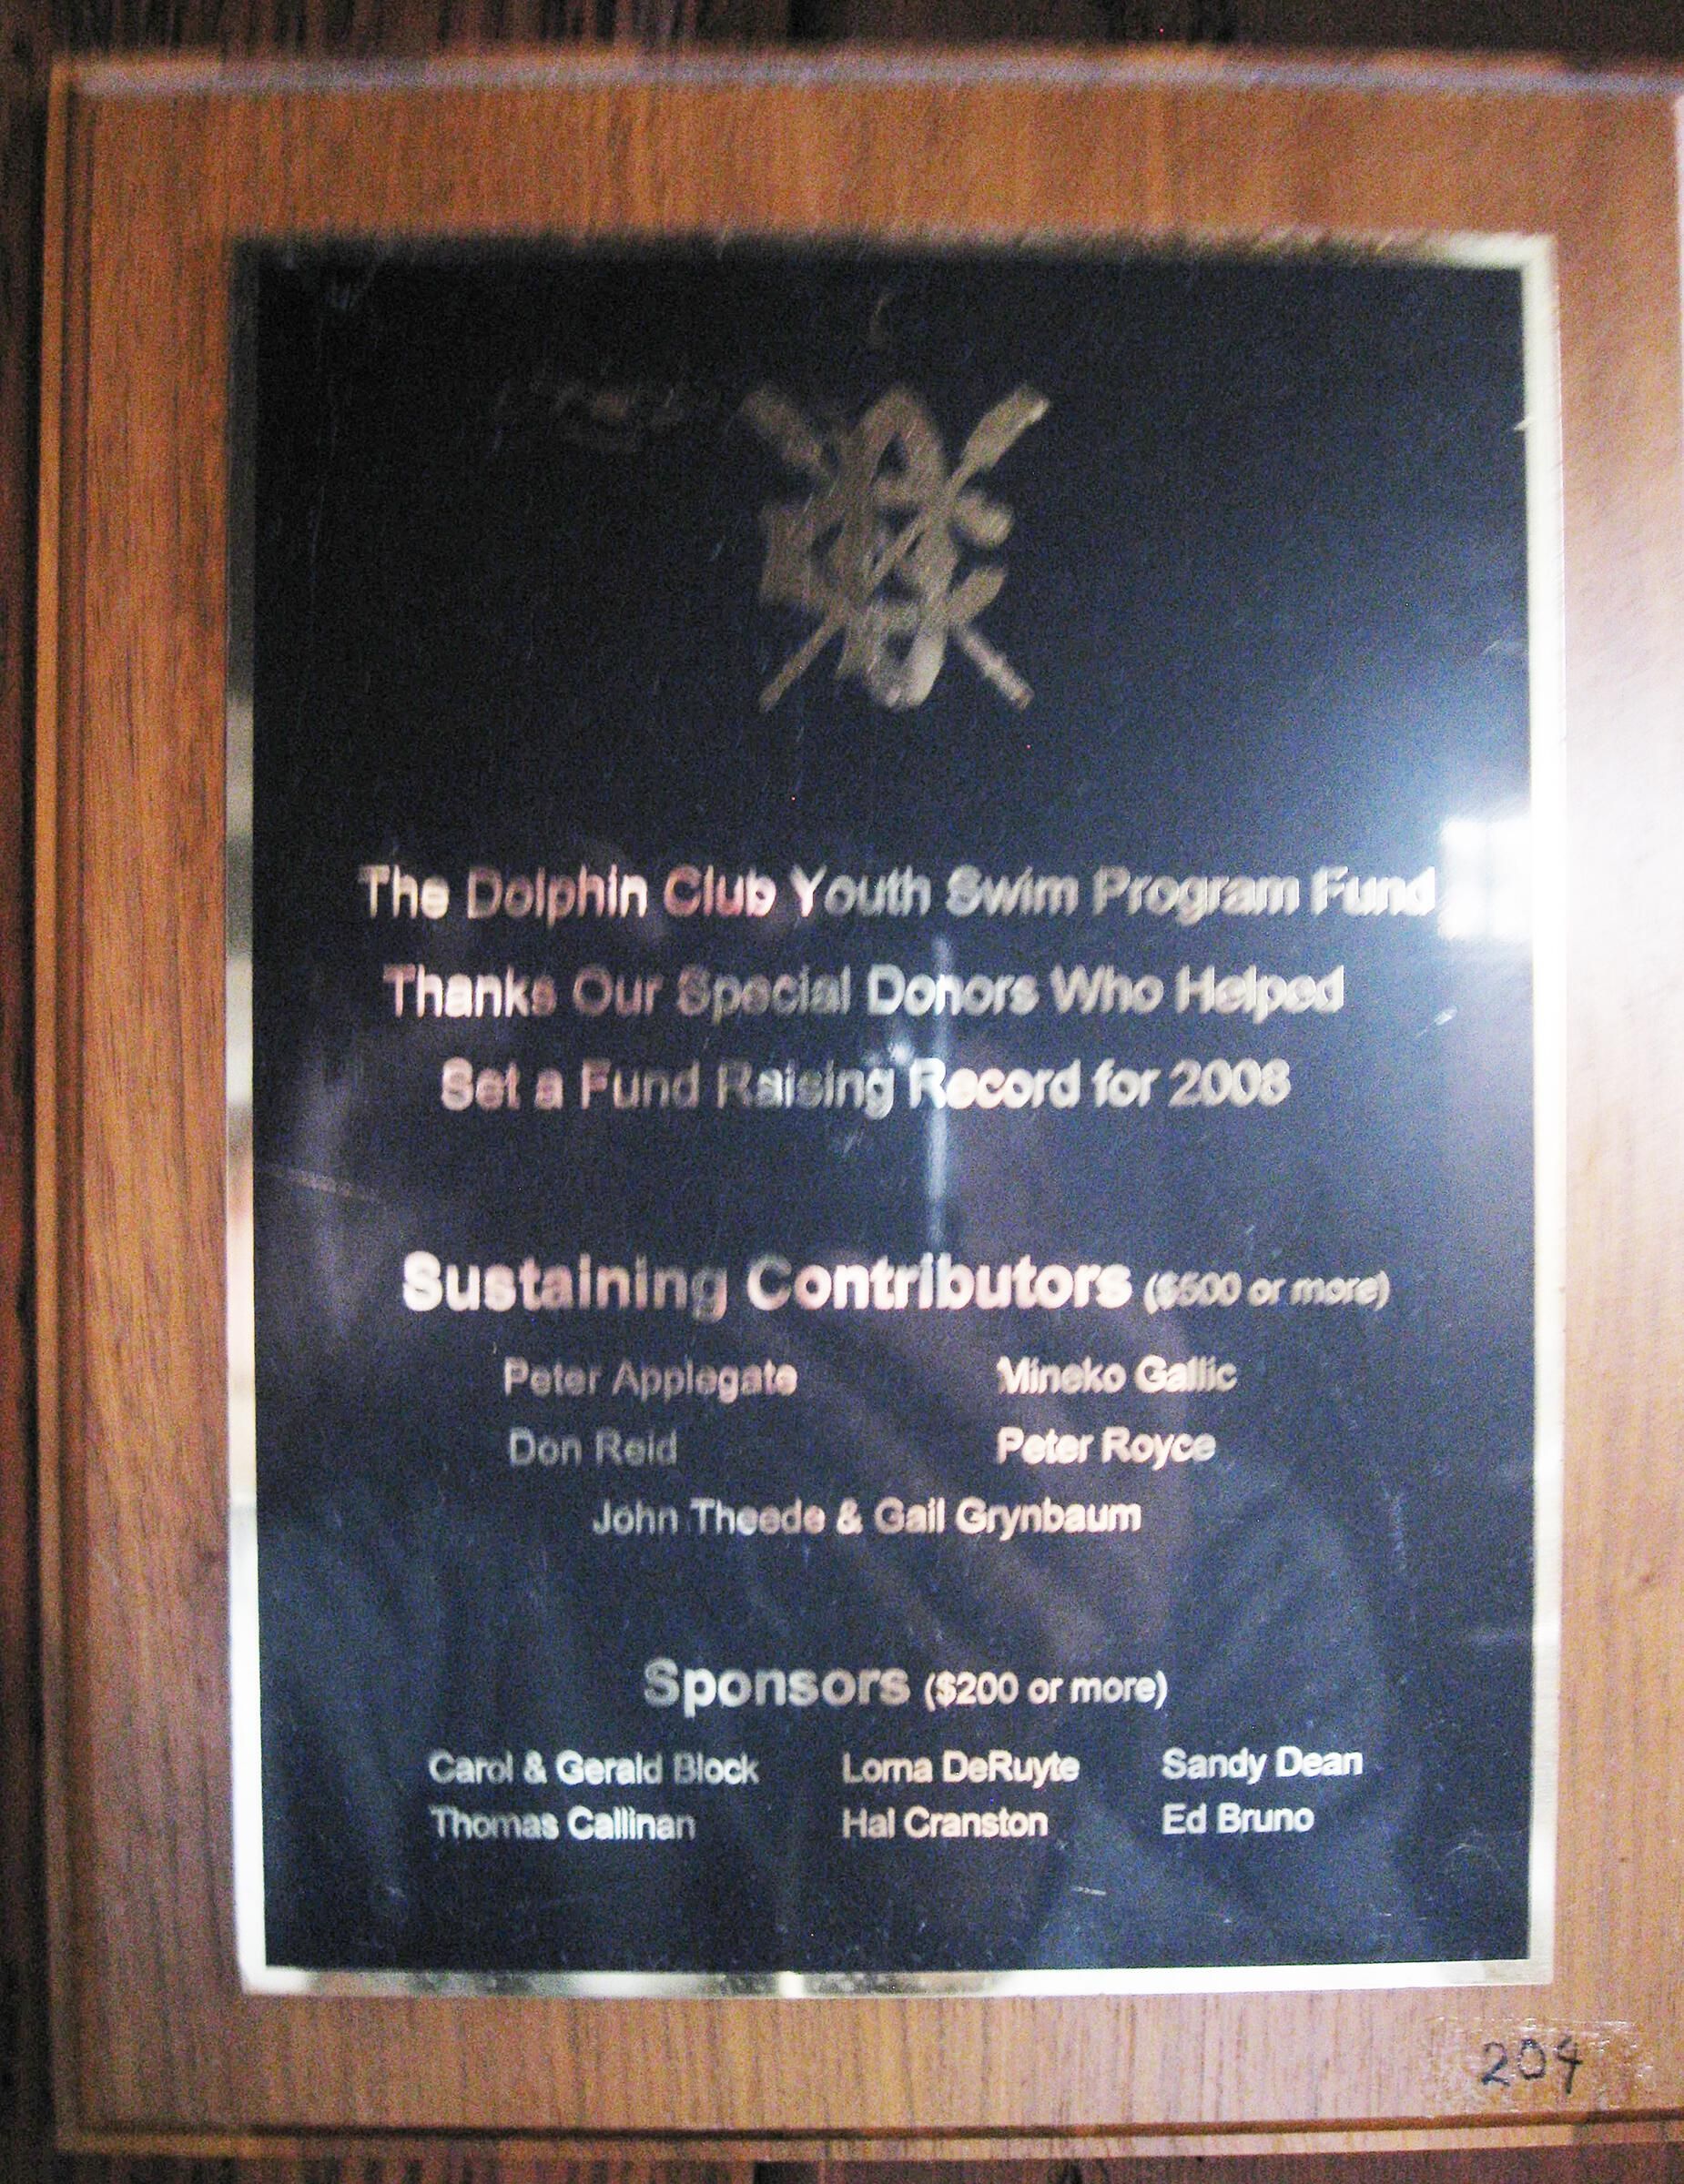 The Dolphin Club Youth Swim Program Fund
Thanks Our Special Donors Who Helped
Set a Fund Raising Record for 2008
Sustaining Contributors ($500 or more)
Peter Applegate Mineko Gallic
Don Reid Peter Royce
John Theede & Gail Grynbaum
Sponsors ($200 or more)
Carol & Gerald Block Lorna DeRuyte Sandy Dean
Thomas Callinan Hal Cranston Ed Bruno
204